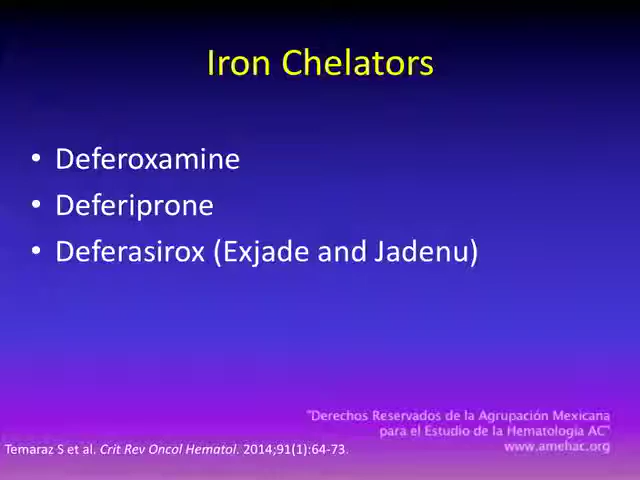 Iron Chelators
• Deferoxamine
• Deferiprone
• Deferasirox (Exjade and Jadenu)
"Derechos Reservados de la Agrupación Mexicana
para el Estudio de la Hematología AC"
www.amehac.org
Temaraz S et al. Crit Rev Oncol Hematol. 2014;91(1):64-73.